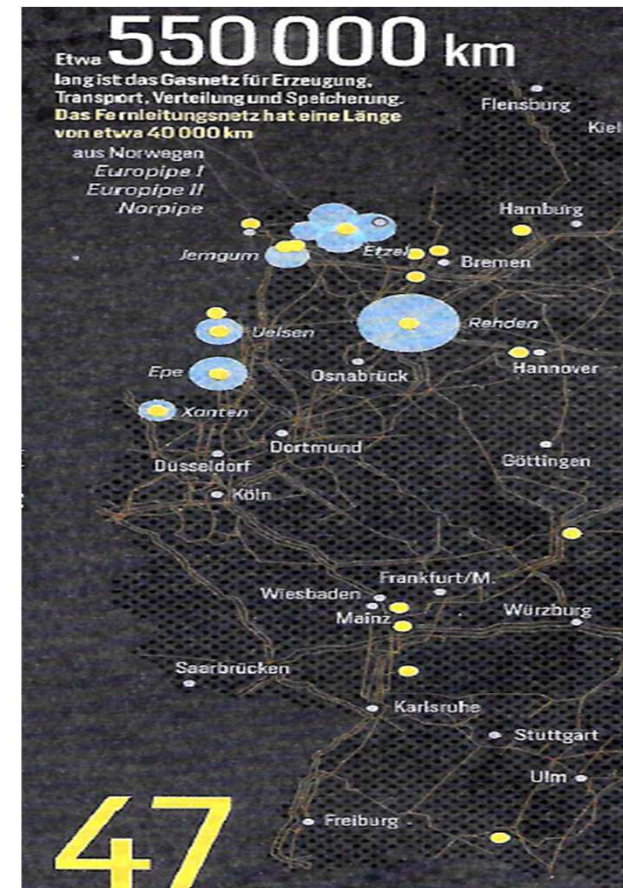 Etwa 550 000 km
lang ist das Gasnetz für Erzeugung,
Transport, Verteilung und Speicherung.
Das Fernleitungsnetz hat eine Länge
von etwa 40 000 km
aus Norwegen
Europipe I
Europipe II
Norpipe
Flensburg
Kiel
Hamburg
Jemgum
Etzel
Bremen
Uelsen
Rehden
Epe
Osnabrück
Hannover
Xanten
Dortmund
Düsseldorf
Göttingen
Köln
Frankfurt/M.
Wiesbaden
Mainz
Würzburg
Saarbrücken
Karlsruhe
Stuttgart
Ulm
Freiburg
47